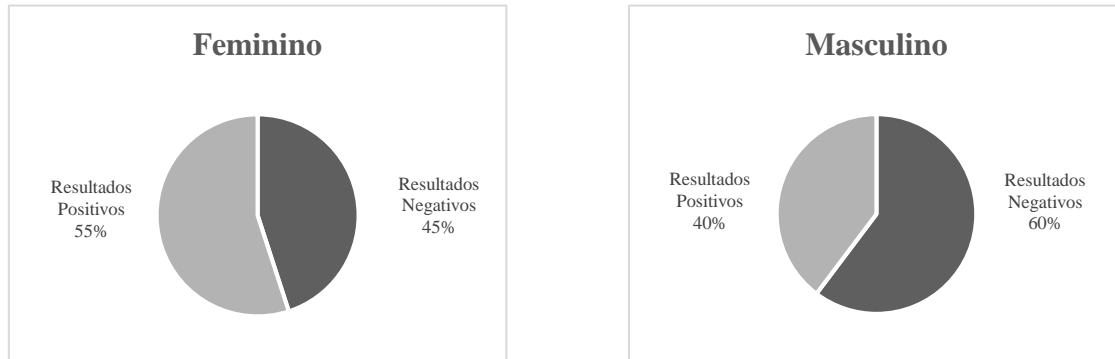 Feminino
Resultados
Positivos
55%
Resultados
Negativos
45%
Masculino
Resultados
Positivos
40%
Resultados
Negativos
60%